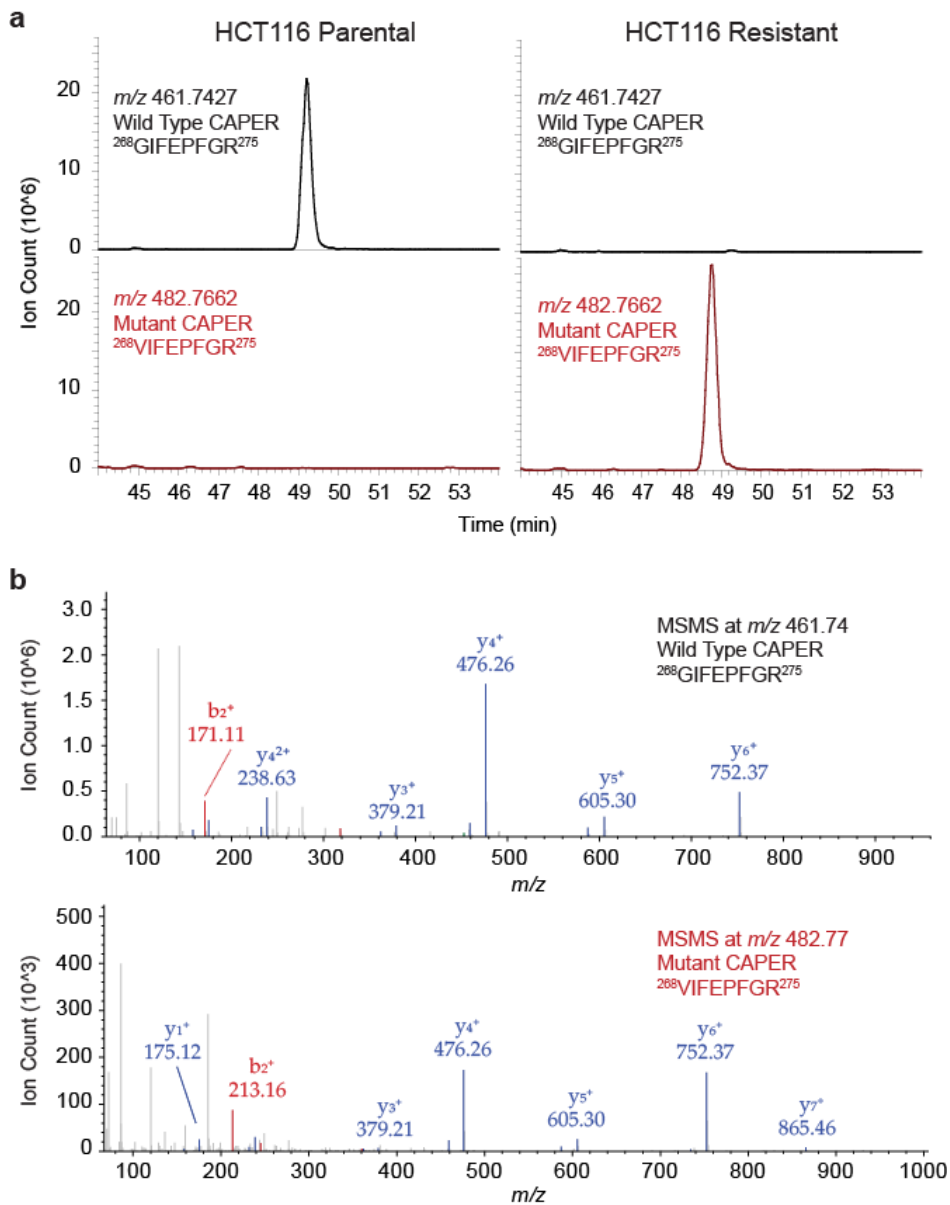 a
HCT116 Parental
HCT116 Resistant
20
10
0
m/z 461.7427
Wild Type CAPER
²⁶⁸GIFEPFGR²⁷⁵
m/z 461.7427
Wild Type CAPER
²⁶⁸GIFEPFGR²⁷⁵
Ion Count (10^6)
20
10
0
m/z 482.7662
Mutant CAPER
²⁶⁸VIFEPFGR²⁷⁵
m/z 482.7662
Mutant CAPER
²⁶⁸VIFEPFGR²⁷⁵
45 46 47 48 49 50 51 52 53
45 46 47 48 49 50 51 52 53
Time (min)
b
Ion Count (10^6)
3.0
2.0
1.5
1.0
0.5
0.0
b₂⁺
171.11
y₄²⁺
238.63
y₃⁺
379.21
y₄⁺
476.26
y₅⁺
605.30
y₆⁺
752.37
MSMS at m/z 461.74
Wild Type CAPER
²⁶⁸GIFEPFGR²⁷⁵
100 200 300 400 500 600 700 800 900
m/z
Ion Count (10^3)
500
400
300
200
100
0
y₁⁺
175.12
b₂⁺
213.16
y₃⁺
379.21
y₄⁺
476.26
y₅⁺
605.30
y₆⁺
752.37
y₇⁺
865.46
MSMS at m/z 482.77
Mutant CAPER
²⁶⁸VIFEPFGR²⁷⁵
100 200 300 400 500 600 700 800 900 1000
m/z